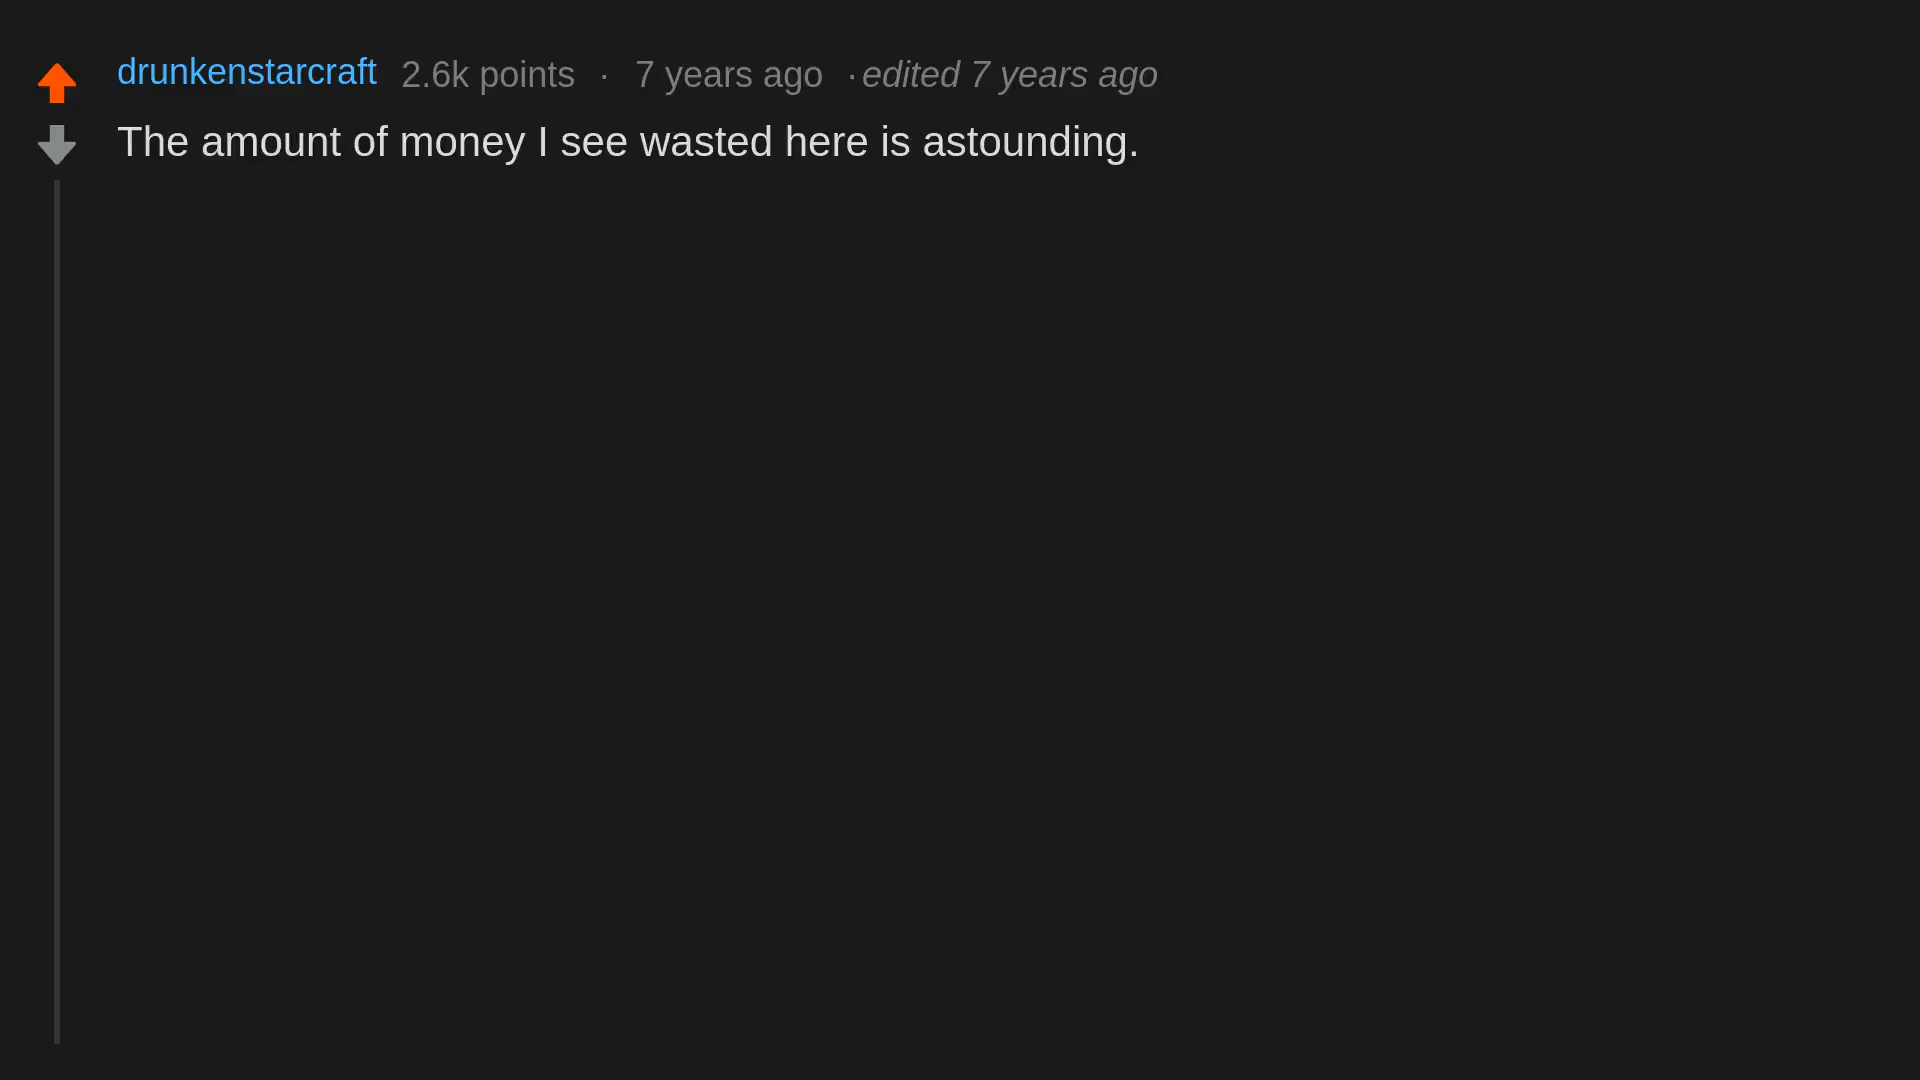 drunkenstarcraft 2.6k points · 7 years ago · edited 7 years ago
The amount of money I see wasted here is astounding.